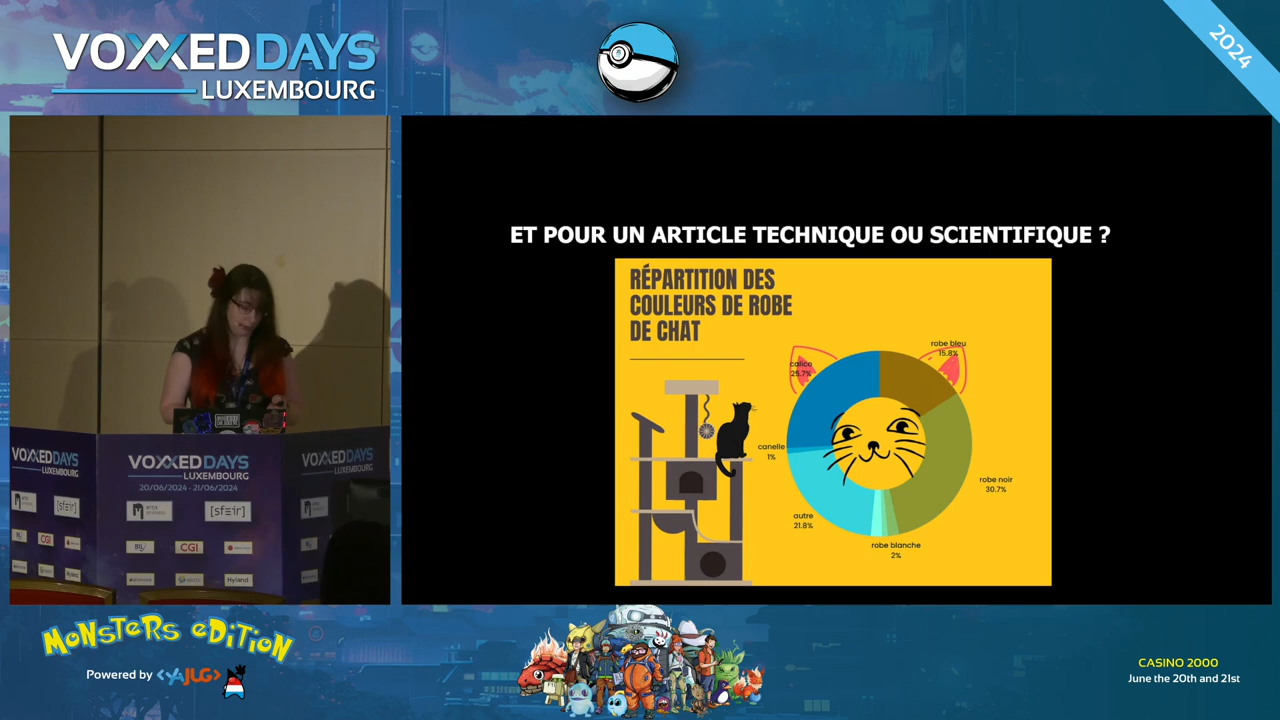 VOXXED DAYS
LUXEMBOURG
2024
ET POUR UN ARTICLE TECHNIQUE OU SCIENTIFIQUE ?
RÉPARTITION DES
COULEURS DE ROBE
DE CHAT
robe bleu
15.8%
calico
25.7%
canelle
1%
robe noir
30.7%
autre
21.8%
robe blanche
2%
VOXXED DAYS
LUXEMBOURG
VOXXED DAYS
LUXEMBOURG
20/06/2024 - 21/06/2024
VOXXED DAYS
LUXEMBOURG
[sfeir]
[sfeir]
CGI
CGI
Hyland
MONSTERS EDITION
Powered by <YAJUG>
CASINO 2000
June the 20th and 21st